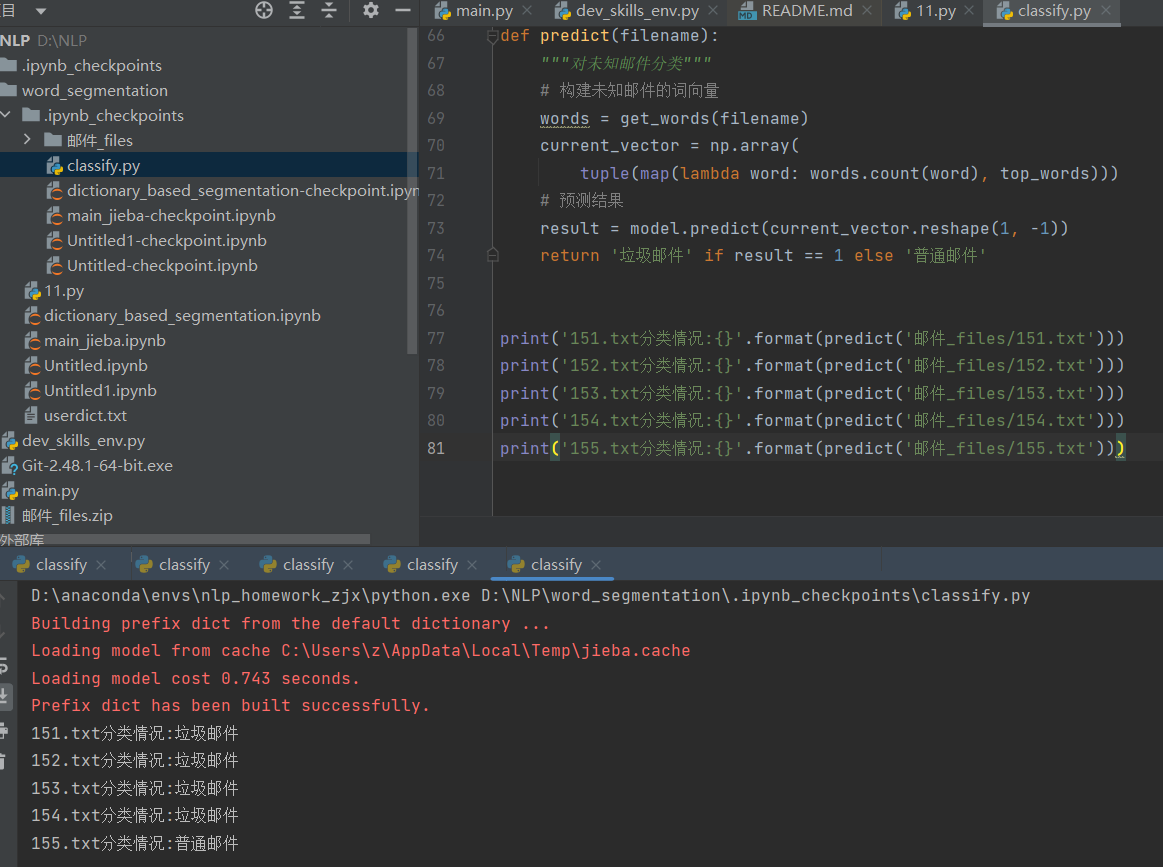 目
main.py
dev_skills_env.py
README.md
11.py
classify.py
NLP D:\NLP
.ipynb_checkpoints
word_segmentation
.ipynb_checkpoints
邮件_files
classify.py
dictionary_based_segmentation-checkpoint.ipyn
main_jieba-checkpoint.ipynb
Untitled1-checkpoint.ipynb
Untitled-checkpoint.ipynb
11.py
dictionary_based_segmentation.ipynb
main_jieba.ipynb
Untitled.ipynb
Untitled1.ipynb
userdict.txt
dev_skills_env.py
Git-2.48.1-64-bit.exe
main.py
邮件_files.zip
外部库
66 def predict(filename):
67 """对未知邮件分类"""
68 # 构建未知邮件的词向量
69 words = get_words(filename)
70 current_vector = np.array(
71 tuple(map(lambda word: words.count(word), top_words)))
72 # 预测结果
73 result = model.predict(current_vector.reshape(1, -1))
74 return '垃圾邮件' if result == 1 else '普通邮件'
75
76
77 print('151.txt分类情况:{}'.format(predict('邮件_files/151.txt')))
78 print('152.txt分类情况:{}'.format(predict('邮件_files/152.txt')))
79 print('153.txt分类情况:{}'.format(predict('邮件_files/153.txt')))
80 print('154.txt分类情况:{}'.format(predict('邮件_files/154.txt')))
81 print('155.txt分类情况:{}'.format(predict('邮件_files/155.txt')))
classify
classify
classify
classify
classify
D:\anaconda\envs\nlp_homework_zjx\python.exe D:\NLP\word_segmentation\.ipynb_checkpoints\classify.py
Building prefix dict from the default dictionary ...
Loading model from cache C:\Users\z\AppData\Local\Temp\jieba.cache
Loading model cost 0.743 seconds.
Prefix dict has been built successfully.
151.txt分类情况:垃圾邮件
152.txt分类情况:垃圾邮件
153.txt分类情况:垃圾邮件
154.txt分类情况:垃圾邮件
155.txt分类情况:普通邮件